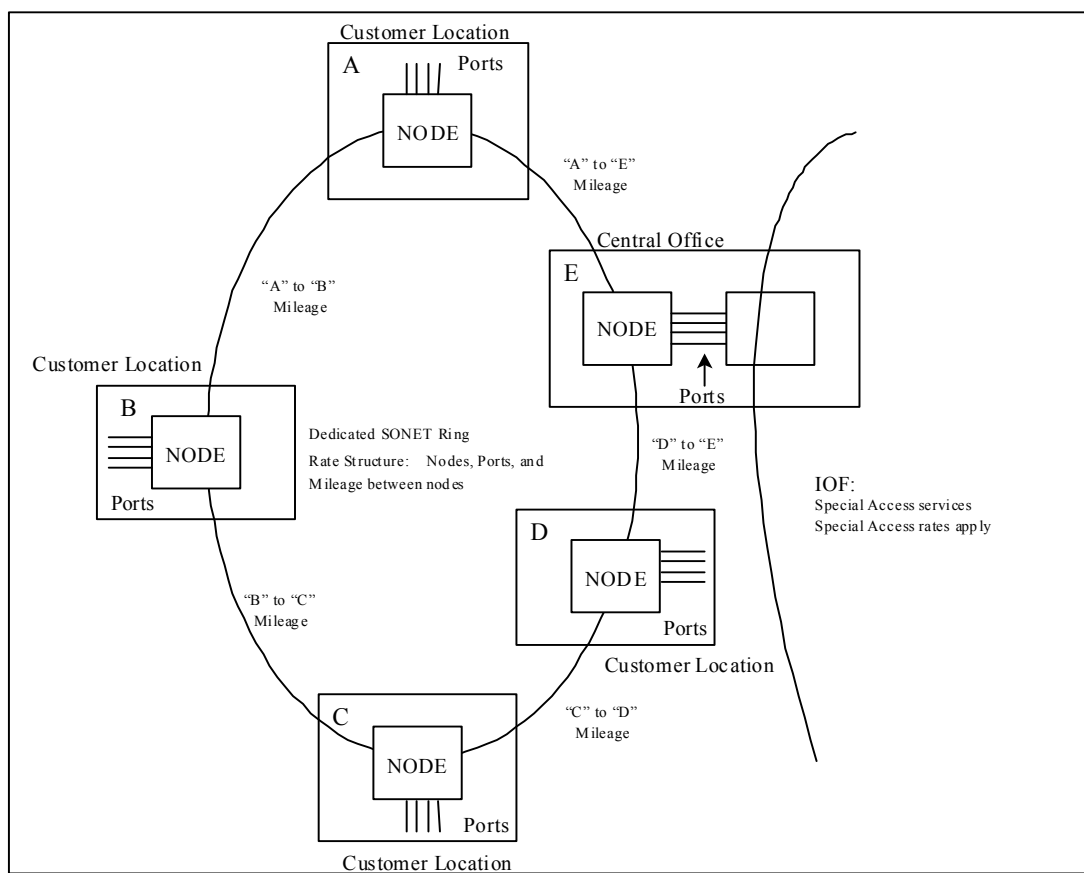 Customer Location
A
Ports
NODE
“A” to “E”
Mileage
Central Office
E
NODE
Ports
“A” to “B”
Mileage
Customer Location
B
NODE
Ports
Dedicated SONET Ring
Rate Structure: Nodes, Ports, and
Mileage between nodes
“D” to “E”
Mileage
IOF:
Special Access services
Special Access rates apply
D
NODE
Ports
Customer Location
“B” to “C”
Mileage
“C” to “D”
Mileage
C
NODE
Ports
Customer Location